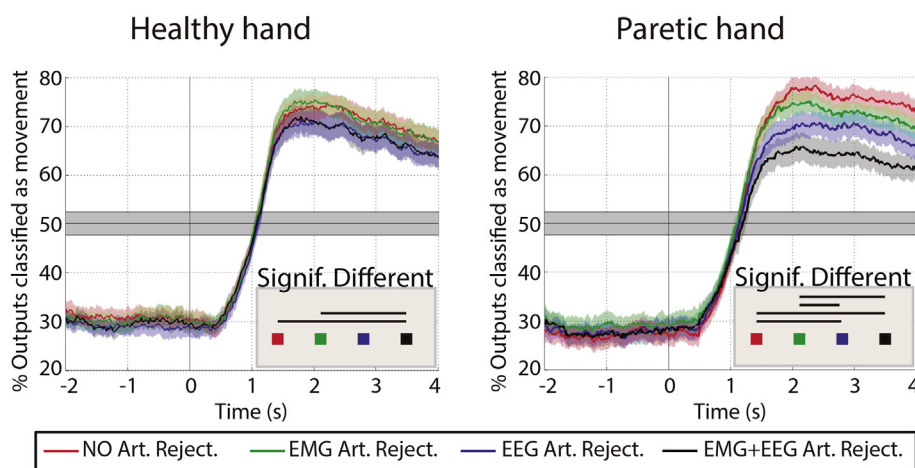 Healthy hand
Paretic hand
% Outputs classified as movement
80
70
60
50
40
30
20
-2
-1
0
1
2
3
4
Time (s)
Signif. Different
% Outputs classified as movement
80
70
60
50
40
30
20
-2
-1
0
1
2
3
4
Time (s)
Signif. Different
NO Art. Reject.
EMG Art. Reject.
EEG Art. Reject.
EMG+EEG Art. Reject.